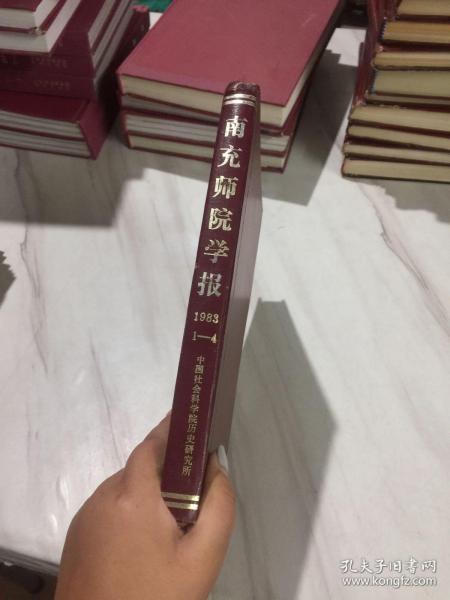 南充师院学报
1983
1—4
中国社会科学院历史研究所
孔夫子旧书网
www.kongfz.com